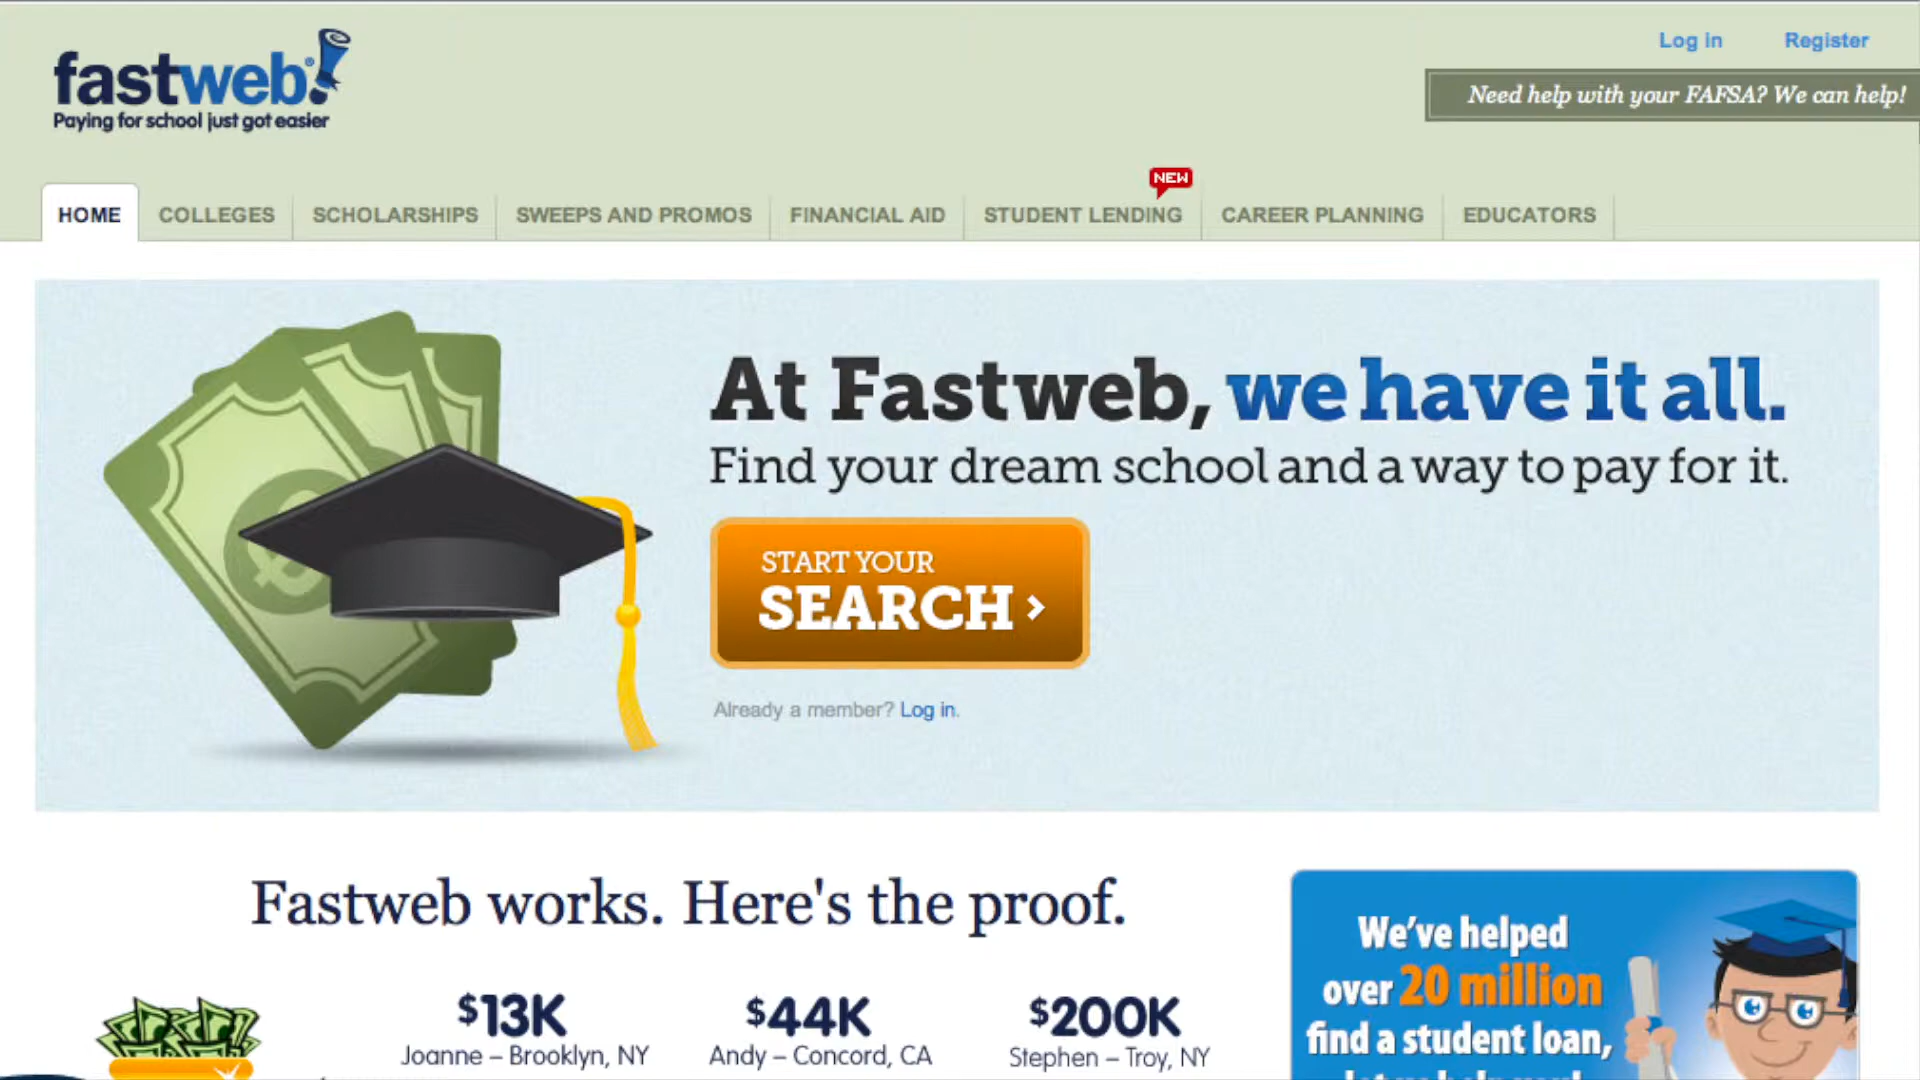 fastweb!
Paying for school just got easier
Log in
Register
Need help with your FAFSA? We can help!
NEW
HOME
COLLEGES
SCHOLARSHIPS
SWEEPS AND PROMOS
FINANCIAL AID
STUDENT LENDING
CAREER PLANNING
EDUCATORS
At Fastweb, we have it all.
Find your dream school and a way to pay for it.
START YOUR
SEARCH ›
Already a member? Log in.
Fastweb works. Here's the proof.
$13K
Joanne – Brooklyn, NY
$44K
Andy – Concord, CA
$200K
Stephen – Troy, NY
We've helped
over 20 million
find a student loan,